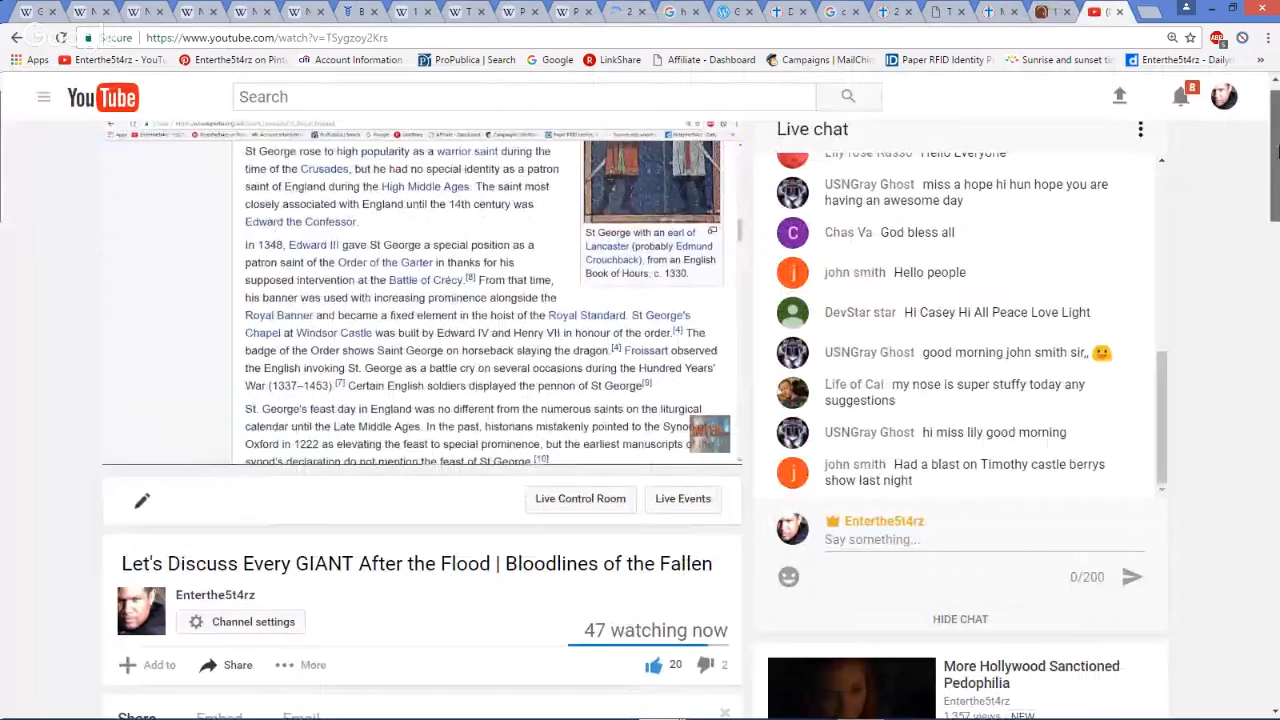 Secure
https://www.youtube.com/watch?v=TSygzoy2Krs
Apps Enterthe5t4rz - YouTu Enterthe5t4rz on Pint Account Information ProPublica | Search Google LinkShare Affiliate - Dashboard Campaigns | MailChim Paper RFID Identity P Sunrise and sunset tim Enterthe5t4rz - Dailyn
YouTube
Search
8
St George rose to high popularity as a warrior saint during the
time of the Crusades, but he had no special identity as a patron
saint of England during the High Middle Ages. The saint most
closely associated with England until the 14th century was
Edward the Confessor.
In 1348, Edward III gave St George a special position as a
patron saint of the Order of the Garter in thanks for his
supposed intervention at the Battle of Crécy.[8] From that time,
his banner was used with increasing prominence alongside the
Royal Banner and became a fixed element in the hoist of the Royal Standard. St George's
Chapel at Windsor Castle was built by Edward IV and Henry VII in honour of the order.[4] The
badge of the Order shows Saint George on horseback slaying the dragon.[4] Froissart observed
the English invoking St. George as a battle cry on several occasions during the Hundred Years'
War (1337–1453).[7] Certain English soldiers displayed the pennon of St George[9]
St. George's feast day in England was no different from the numerous saints on the liturgical
calendar until the Late Middle Ages. In the past, historians mistakenly pointed to the
Oxford in 1222 as elevating the feast to special prominence, but the earliest manuscripts of
synod's declaration do not mention the feast of St George.[10]
St George with an earl of
Lancaster (probably Edmund
Crouchback), from an English
Book of Hours, c. 1330.
Live Control Room
Live Events
Let's Discuss Every GIANT After the Flood | Bloodlines of the Fallen
Enterthe5t4rz
Channel settings
47 watching now
Add to Share More
20 2
Share Embed Email
Live chat
Lily rose Russo Hello Everyone
USNGray Ghost miss a hope hi hun hope you are
having an awesome day
C
Chas Va God bless all
j
john smith Hello people
DevStar star Hi Casey Hi All Peace Love Light
USNGray Ghost good morning john smith sir,,
Life of Cal my nose is super stuffy today any
suggestions
USNGray Ghost hi miss lily good morning
j
john smith Had a blast on Timothy castle berrys
show last night
Enterthe5t4rz
Say something...
0/200
HIDE CHAT
More Hollywood Sanctioned
Pedophilia
Enterthe5t4rz
1,357 views NEW